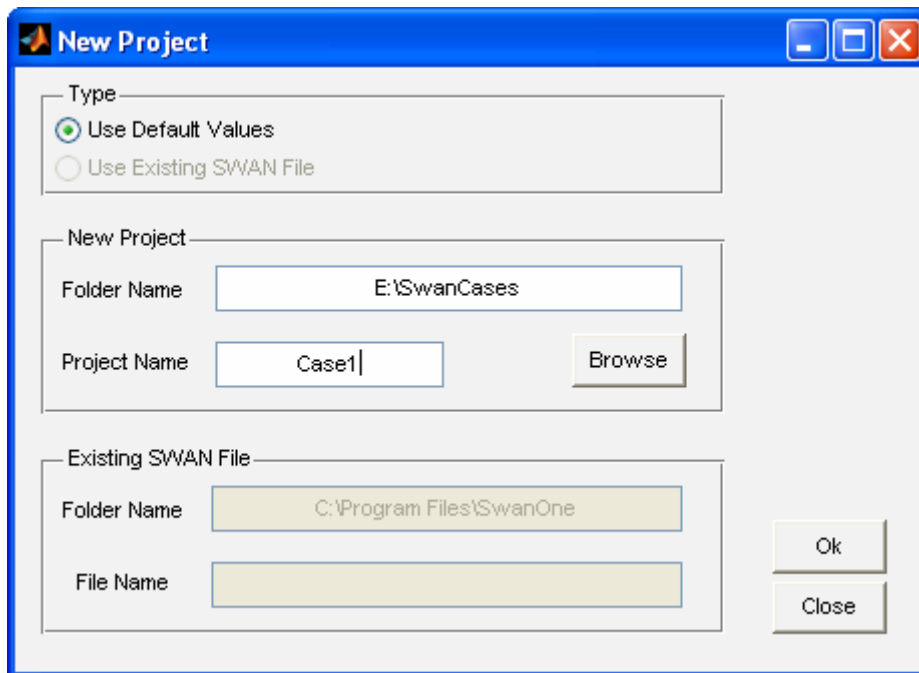 New Project
Type
Use Default Values
Use Existing SWAN File
New Project
Folder Name E:\SwanCases
Project Name Case1 Browse
Existing SWAN File
Folder Name C:\Program Files\SwanOne
File Name
Ok
Close